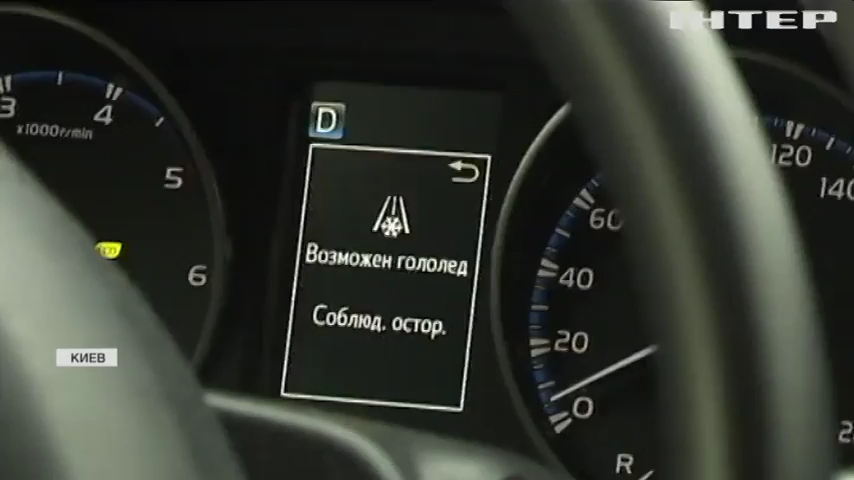 ІНТЕР
D
3
4
x1000r/min
5
6
Возможен гололед
Соблюд. остор.
КИЕВ
120
140
60
40
20
0
R